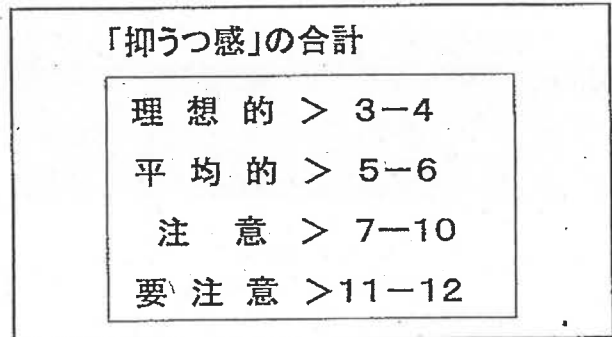 「抑うつ感」の合計
理想的 > 3-4
平均的 > 5-6
注意 > 7-10
要注意 >11-12